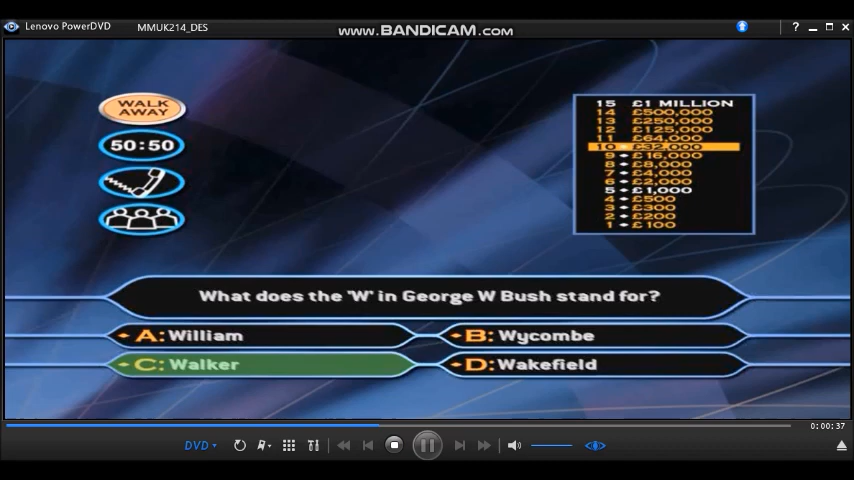 Lenovo PowerDVD
MMUK214_DES
www.BANDICAM.com
?
WALK
AWAY
50:50
15 £1 MILLION
14 £500,000
13 £250,000
12 £125,000
11 £64,000
10 £32,000
9 £16,000
8 £8,000
7 £4,000
6 £2,000
5 £1,000
4 £500
3 £300
2 £200
1 £100
What does the 'W' in George W Bush stand for?
A: William
B: Wycombe
C: Walker
D: Wakefield
0:00:37
DVD